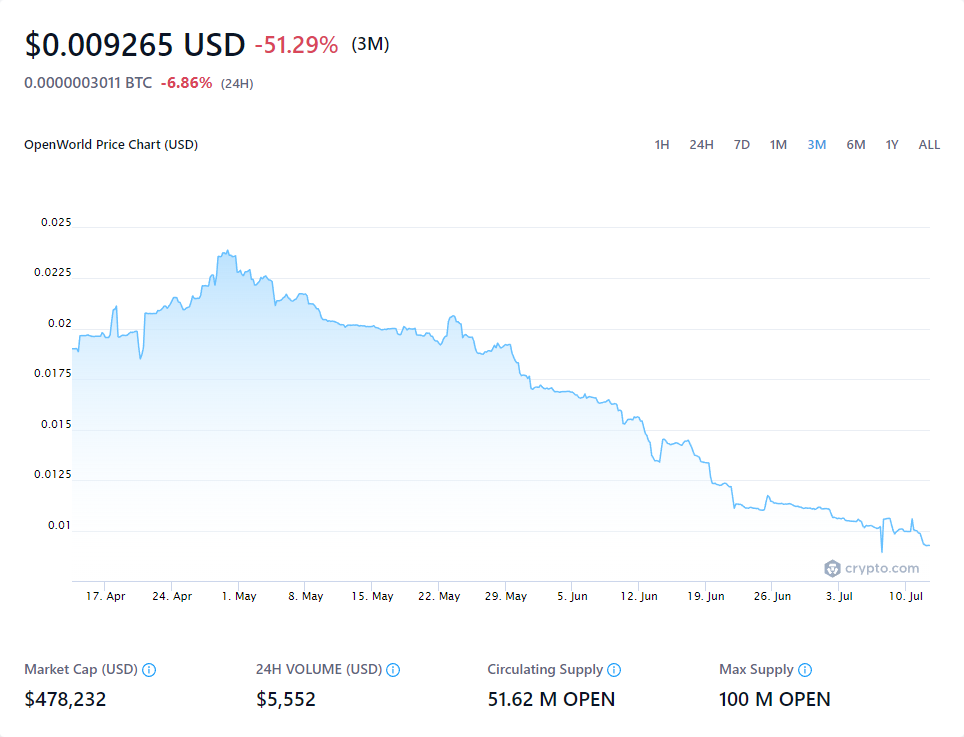 $0.009265 USD -51.29% (3M)
0.0000003011 BTC -6.86% (24H)
OpenWorld Price Chart (USD) 1H 24H 7D 1M 3M 6M 1Y ALL
0.025
0.0225
0.02
0.0175
0.015
0.0125
0.01
crypto.com
17. Apr 24. Apr 1. May 8. May 15. May 22. May 29. May 5. Jun 12. Jun 19. Jun 26. Jun 3. Jul 10. Jul
Market Cap (USD) 24H VOLUME (USD) Circulating Supply Max Supply
$478,232 $5,552 51.62 M OPEN 100 M OPEN